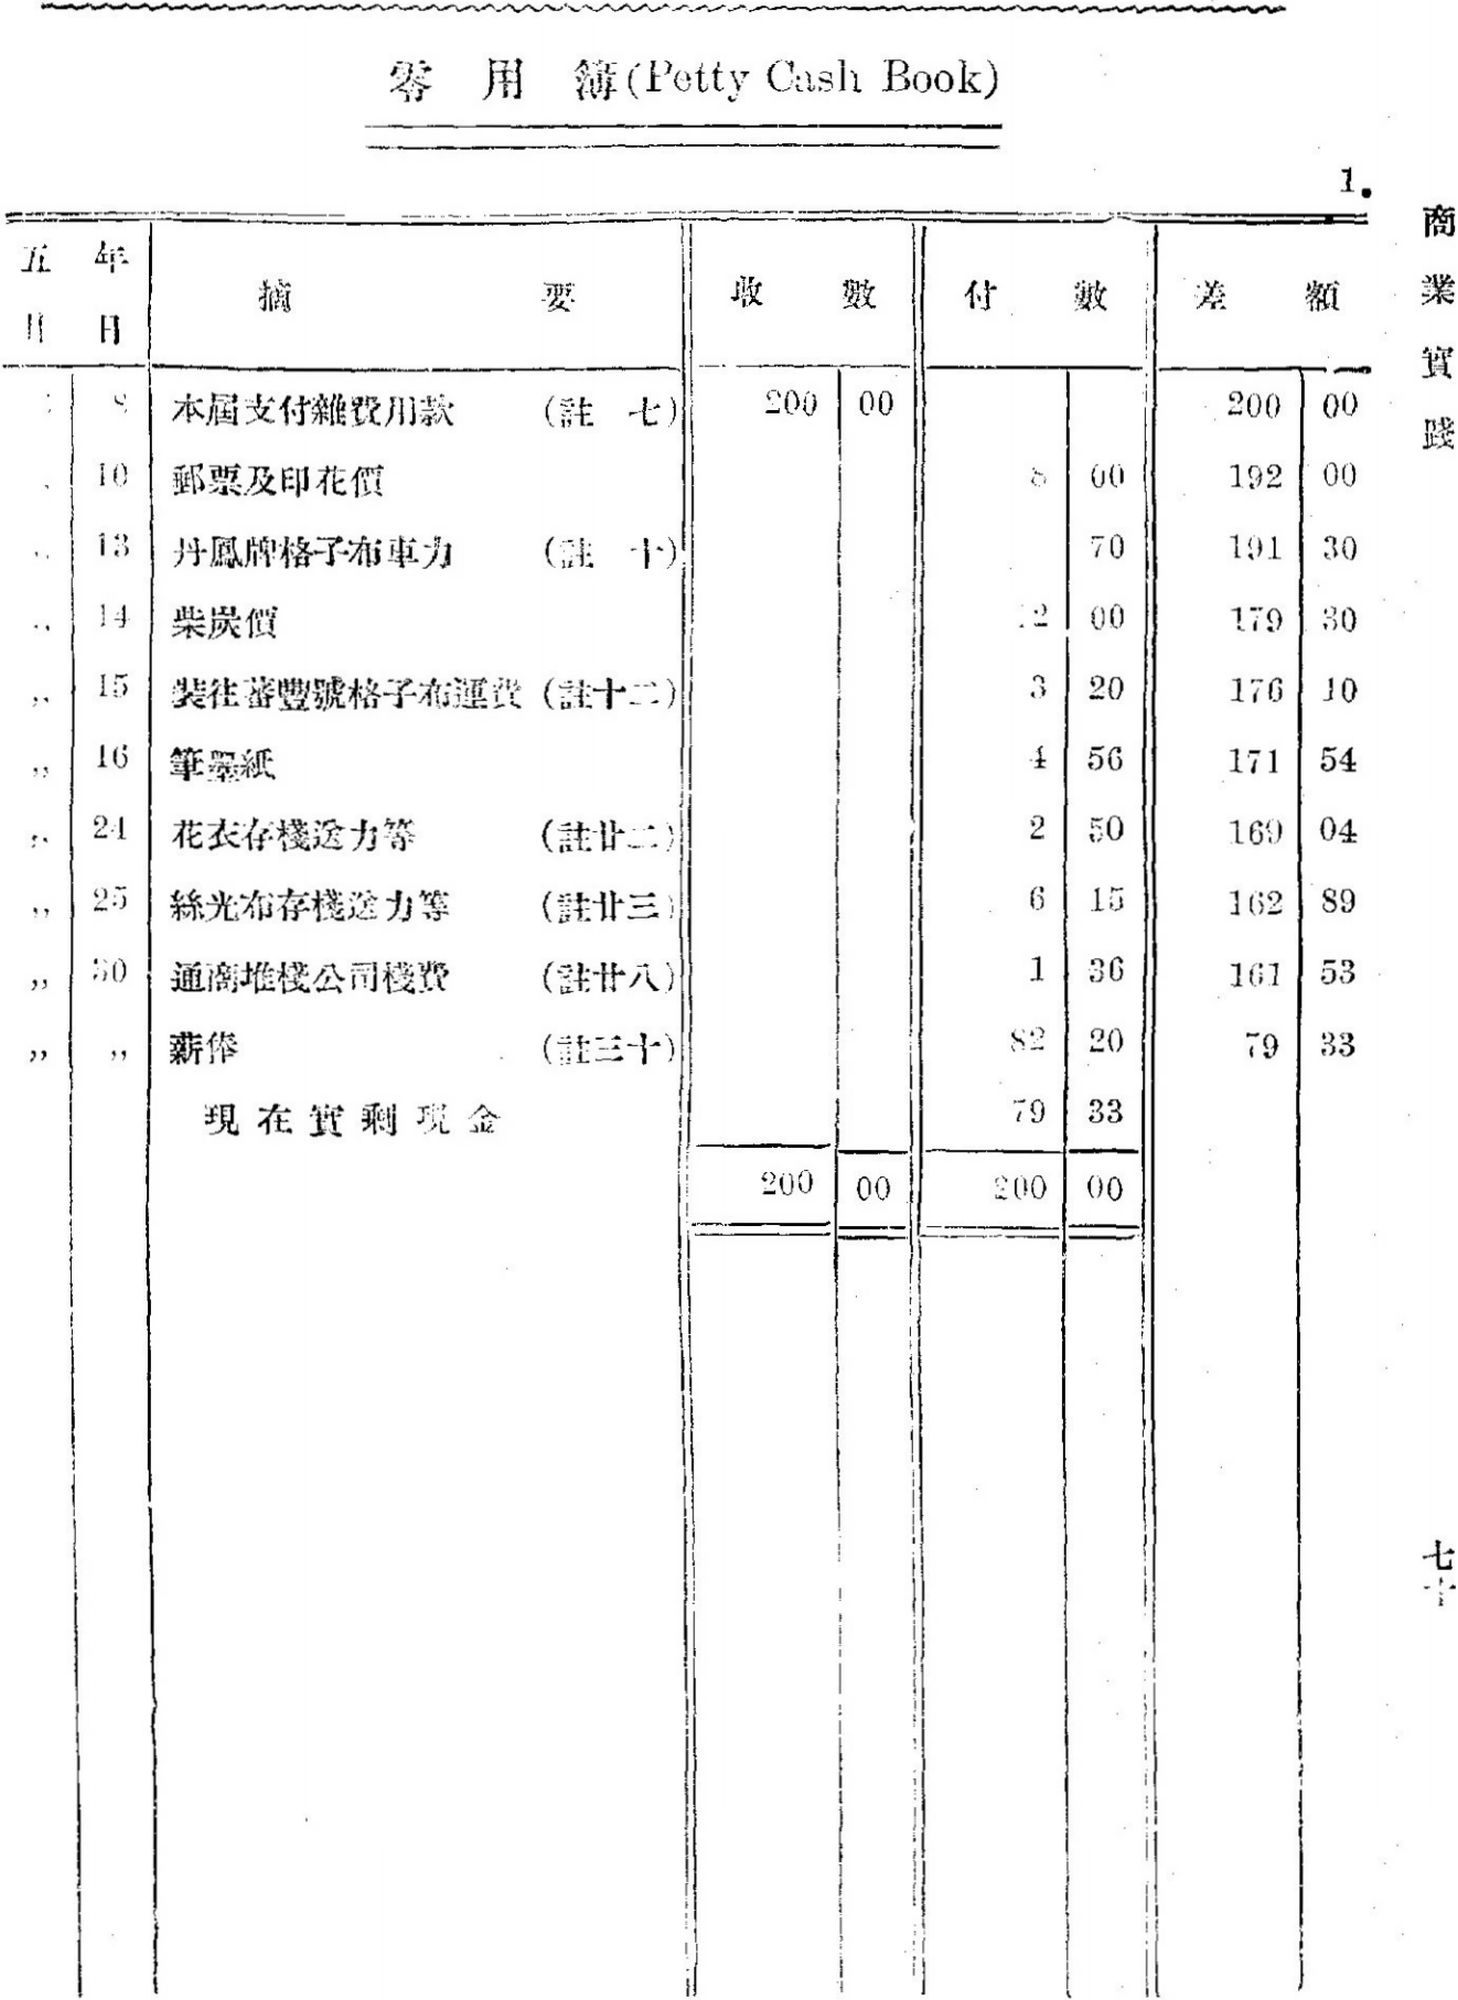 零用簿(Petty Cash Book)
1.
商業實踐
五年 摘要 收數 付數 差額
月日
8 本屆支付雜費用款 (註七) 200 00 200 00
10 郵票及印花價 8 00 192 00
13 丹鳳牌格子布車力 (註十) 70 191 30
14 柴炭價 12 00 179 30
,, 15 裝往蕃豐號格子布運費 (註十二) 3 20 176 10
,, 16 筆墨紙 4 56 171 54
,, 24 花衣存棧送力等 (註廿二) 2 50 169 04
,, 25 絲光布存棧送力等 (註廿三) 6 15 162 89
,, 30 通商堆棧公司棧費 (註廿八) 1 36 161 53
,, ,, 薪俸 (註三十) 82 20 79 33
現在實剩現金 79 33
200 00 200 00
七十